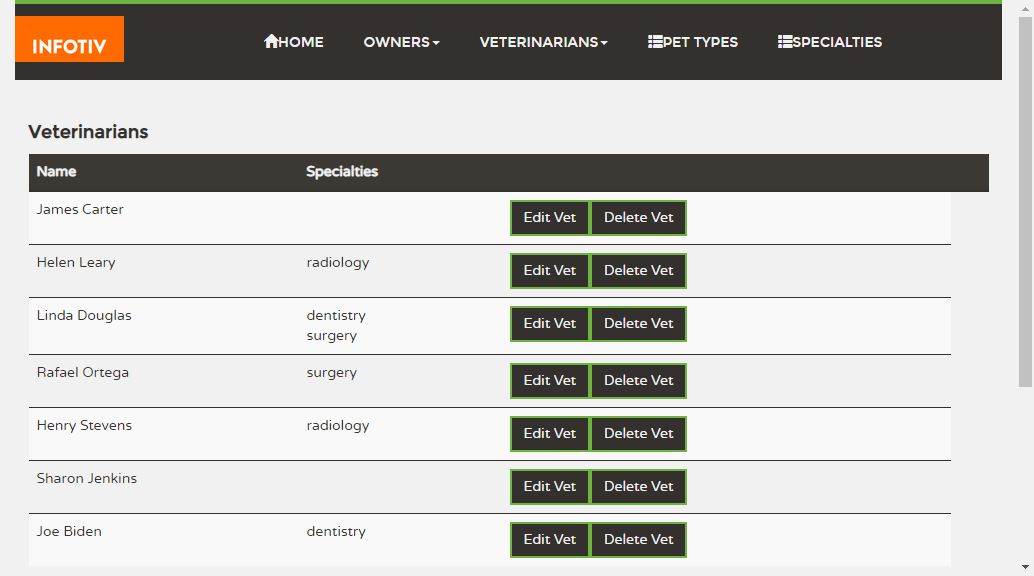 INFOTIV
HOME OWNERS VETERINARIANS PET TYPES SPECIALTIES
Veterinarians
Name Specialties
James Carter Edit Vet Delete Vet
Helen Leary radiology Edit Vet Delete Vet
Linda Douglas dentistry Edit Vet Delete Vet
surgery
Rafael Ortega surgery Edit Vet Delete Vet
Henry Stevens radiology Edit Vet Delete Vet
Sharon Jenkins Edit Vet Delete Vet
Joe Biden dentistry Edit Vet Delete Vet